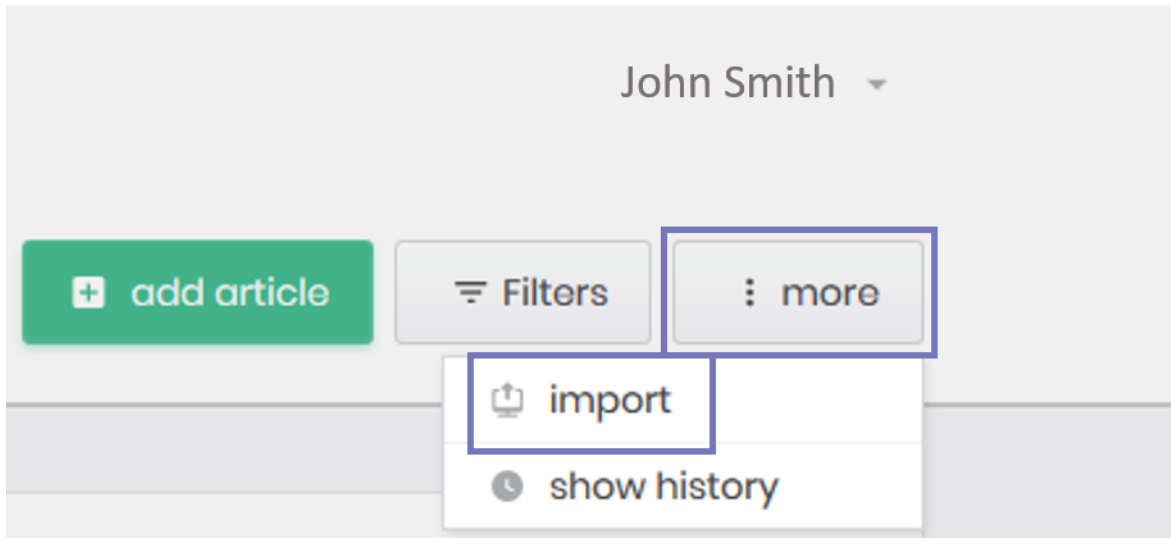 John Smith
add article
Filters
more
import
show history